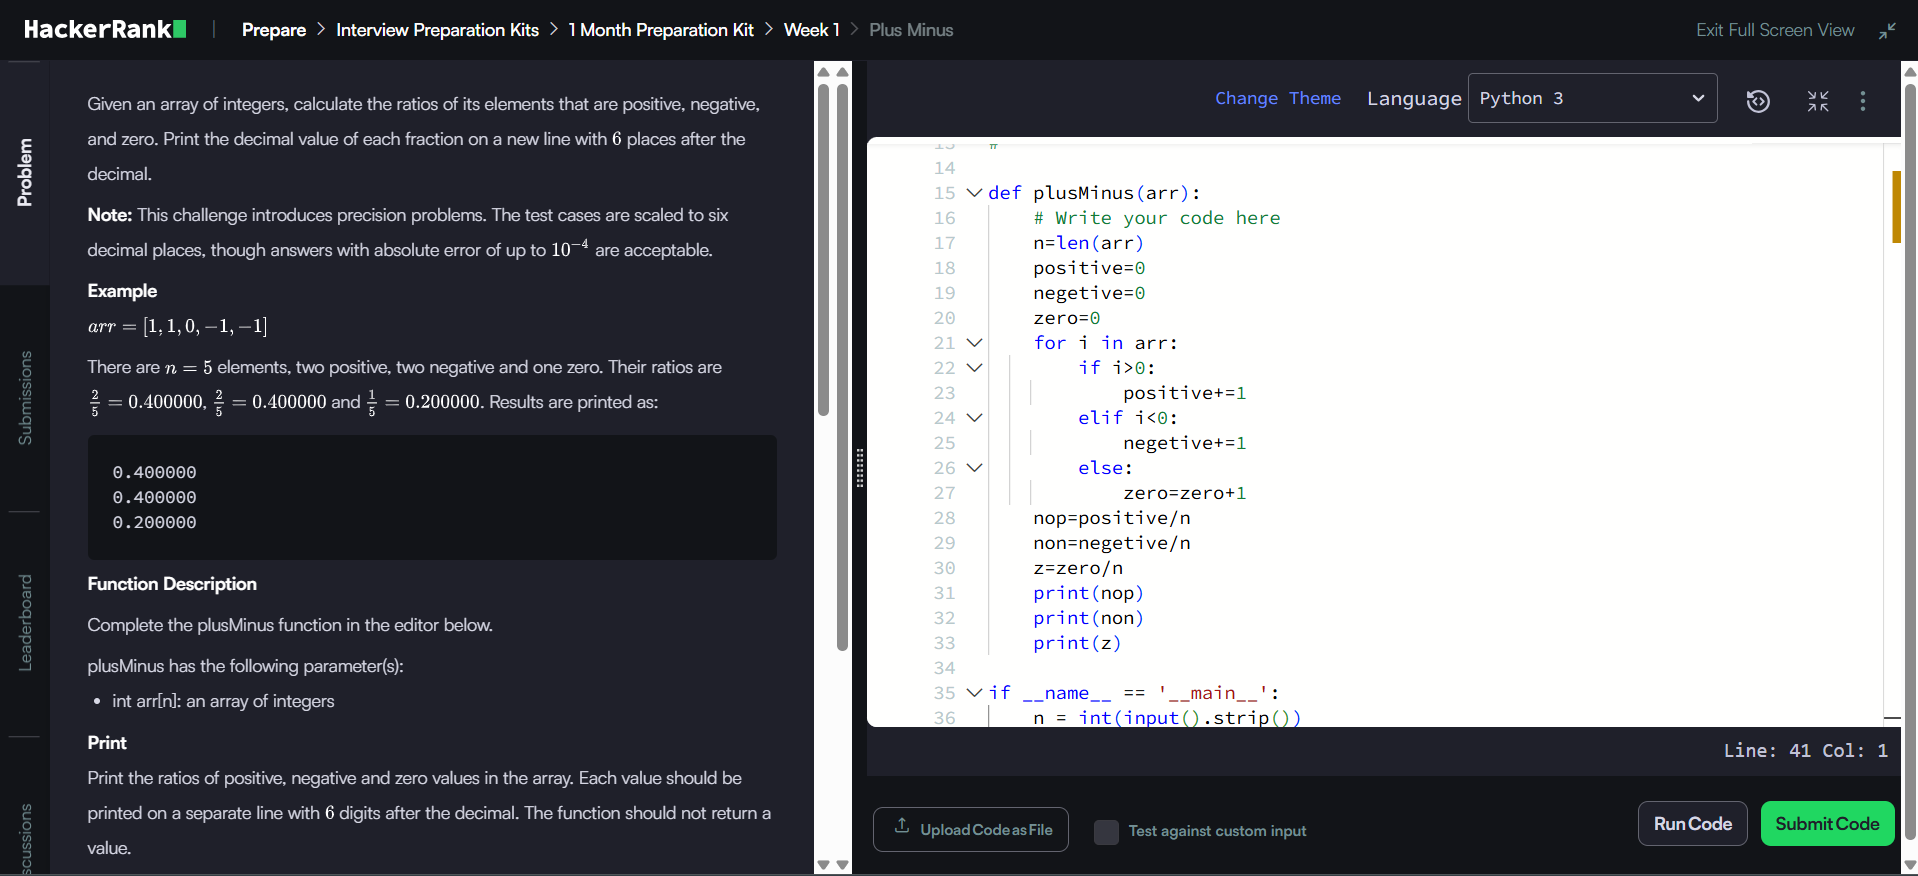 HackerRank | Prepare > Interview Preparation Kits > 1 Month Preparation Kit > Week 1 > Plus Minus
Exit Full Screen View
Problem
Submissions
Leaderboard
scussions
Given an array of integers, calculate the ratios of its elements that are positive, negative,
and zero. Print the decimal value of each fraction on a new line with 6 places after the
decimal.
Note: This challenge introduces precision problems. The test cases are scaled to six
decimal places, though answers with absolute error of up to 10⁻⁴ are acceptable.
Example
arr = [1, 1, 0, −1, −1]
There are n = 5 elements, two positive, two negative and one zero. Their ratios are
2/5 = 0.400000, 2/5 = 0.400000 and 1/5 = 0.200000. Results are printed as:
0.400000
0.400000
0.200000
Function Description
Complete the plusMinus function in the editor below.
plusMinus has the following parameter(s):
• int arr[n]: an array of integers
Print
Print the ratios of positive, negative and zero values in the array. Each value should be
printed on a separate line with 6 digits after the decimal. The function should not return a
value.
Change Theme Language Python 3
13 #
14
15 def plusMinus(arr):
16 # Write your code here
17 n=len(arr)
18 positive=0
19 negetive=0
20 zero=0
21 for i in arr:
22 if i>0:
23 positive+=1
24 elif i<0:
25 negetive+=1
26 else:
27 zero=zero+1
28 nop=positive/n
29 non=negetive/n
30 z=zero/n
31 print(nop)
32 print(non)
33 print(z)
34
35 if __name__ == '__main__':
36 n = int(input().strip())
Line: 41 Col: 1
Upload Code as File
Test against custom input
Run Code
Submit Code